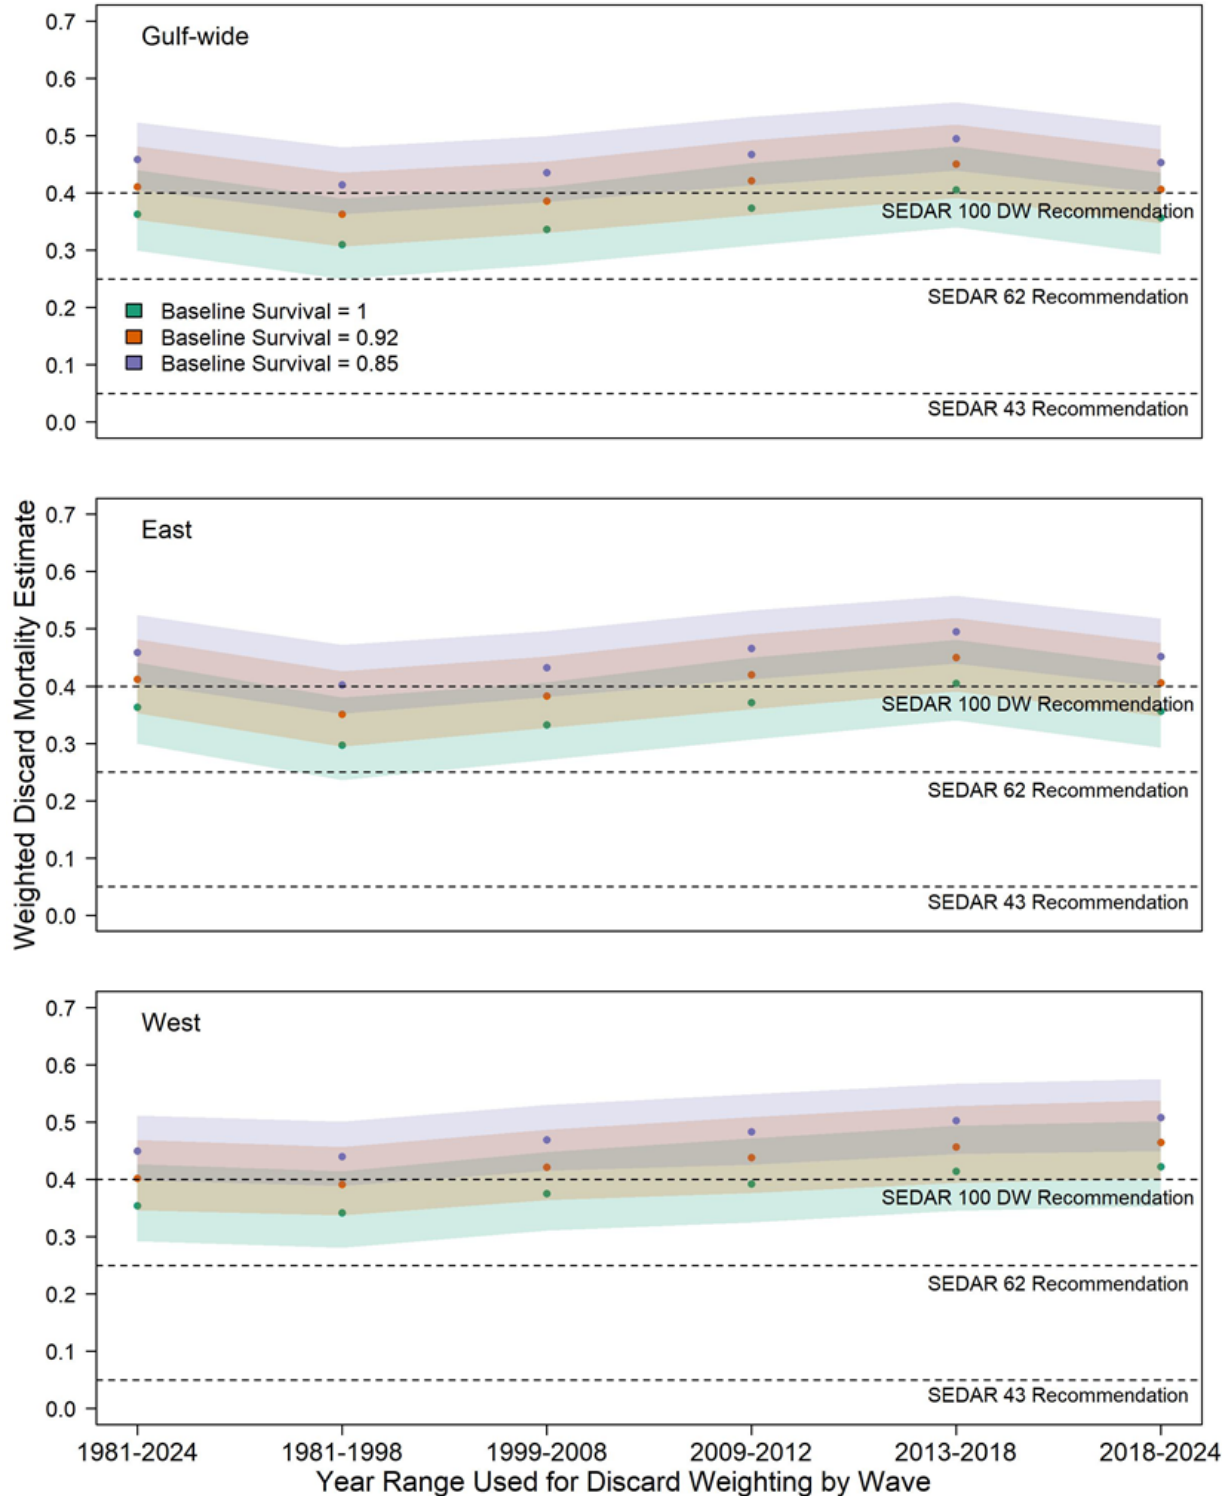 0.7
Gulf-wide
0.6
0.5
0.4
SEDAR 100 DW Recommendation
0.3
SEDAR 62 Recommendation
0.2
Baseline Survival = 1
Baseline Survival = 0.92
0.1
Baseline Survival = 0.85
SEDAR 43 Recommendation
0.0
Weighted Discard Mortality Estimate
0.7
East
0.6
0.5
0.4
SEDAR 100 DW Recommendation
0.3
SEDAR 62 Recommendation
0.2
0.1
SEDAR 43 Recommendation
0.0
0.7
West
0.6
0.5
0.4
SEDAR 100 DW Recommendation
0.3
SEDAR 62 Recommendation
0.2
0.1
SEDAR 43 Recommendation
0.0
1981-2024 1981-1998 1999-2008 2009-2012 2013-2018 2018-2024
Year Range Used for Discard Weighting by Wave